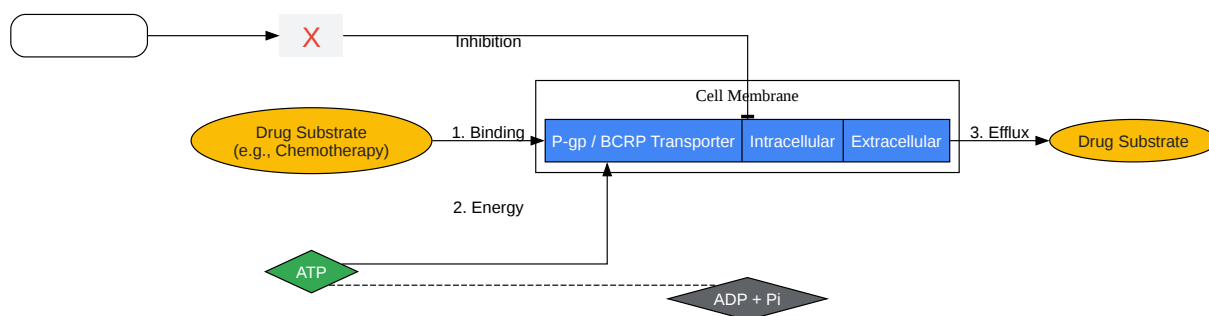 X
Inhibition
Cell Membrane
Drug Substrate
(e.g., Chemotherapy)
1. Binding
P-gp / BCRP Transporter
Intracellular
Extracellular
3. Efflux
Drug Substrate
2. Energy
ATP
ADP + Pi